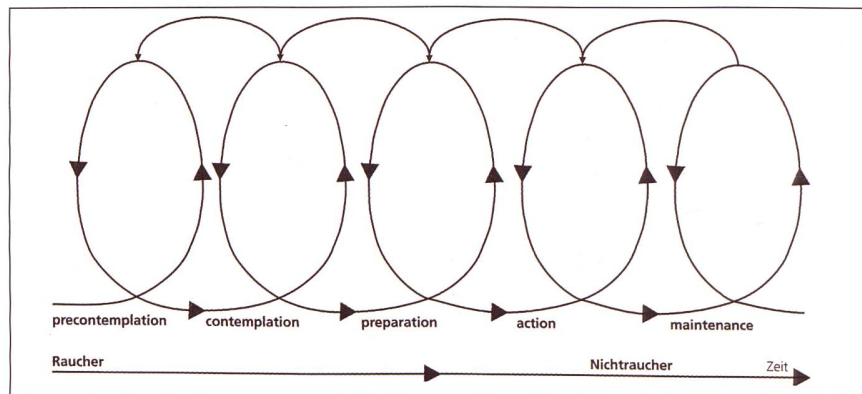 precontemplation contemplation preparation action maintenance
Raucher Nichtraucher Zeit